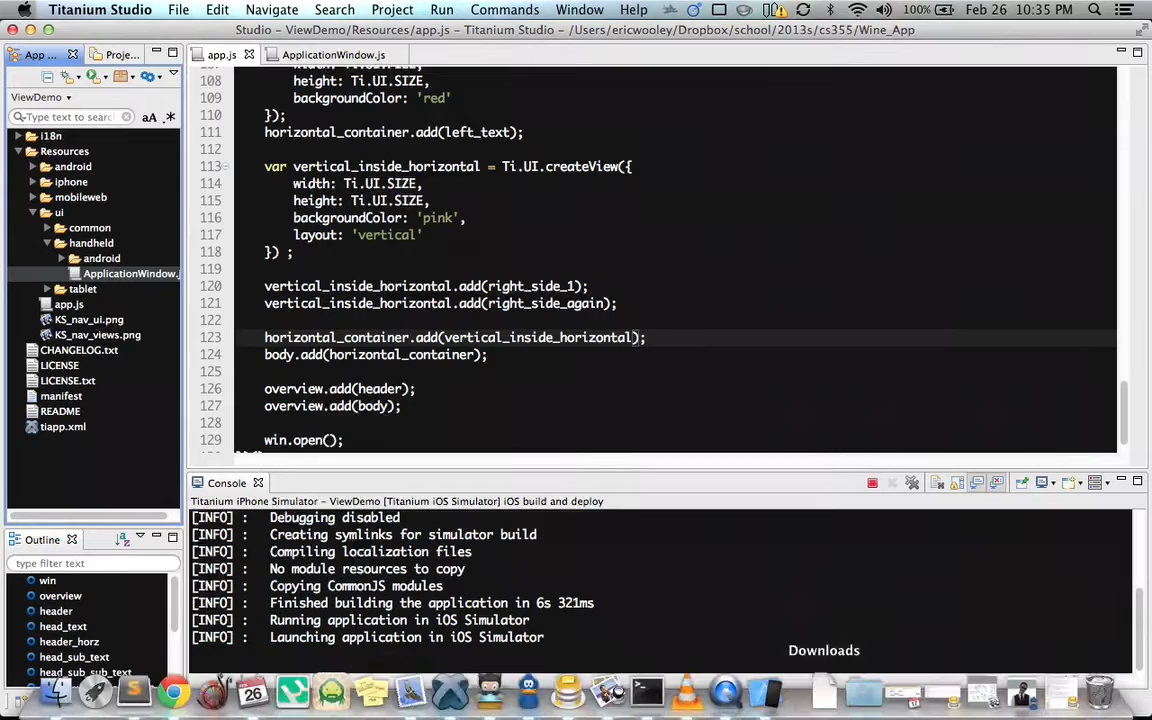 Titanium Studio File Edit Navigate Search Project Run Commands Window Help 100% Feb 26 10:35 PM
Studio - ViewDemo/Resources/app.js - Titanium Studio - /Users/ericwooley/Dropbox/school/2013s/cs355/Wine_App
App ...
Proje...
app.js
ApplicationWindow.js
ViewDemo
Type text to searc
aA .*
i18n
Resources
android
iphone
mobileweb
ui
common
handheld
android
ApplicationWindow.j
tablet
app.js
KS_nav_ui.png
KS_nav_views.png
CHANGELOG.txt
LICENSE
LICENSE.txt
manifest
README
tiapp.xml
108 height: Ti.UI.SIZE,
109 backgroundColor: 'red'
110 });
111 horizontal_container.add(left_text);
112
113 var vertical_inside_horizontal = Ti.UI.createView({
114 width: Ti.UI.SIZE,
115 height: Ti.UI.SIZE,
116 backgroundColor: 'pink',
117 layout: 'vertical'
118 }) ;
119
120 vertical_inside_horizontal.add(right_side_1);
121 vertical_inside_horizontal.add(right_side_again);
122
123 horizontal_container.add(vertical_inside_horizontal);
124 body.add(horizontal_container);
125
126 overview.add(header);
127 overview.add(body);
128
129 win.open();
Console
Titanium iPhone Simulator - ViewDemo [Titanium iOS Simulator] iOS build and deploy
[INFO] : Debugging disabled
[INFO] : Creating symlinks for simulator build
[INFO] : Compiling localization files
[INFO] : No module resources to copy
[INFO] : Copying CommonJS modules
[INFO] : Finished building the application in 6s 321ms
[INFO] : Running application in iOS Simulator
[INFO] : Launching application in iOS Simulator
Outline
type filter text
win
overview
header
head_text
header_horz
head_sub_text
head_sub_sub_text
Downloads
26